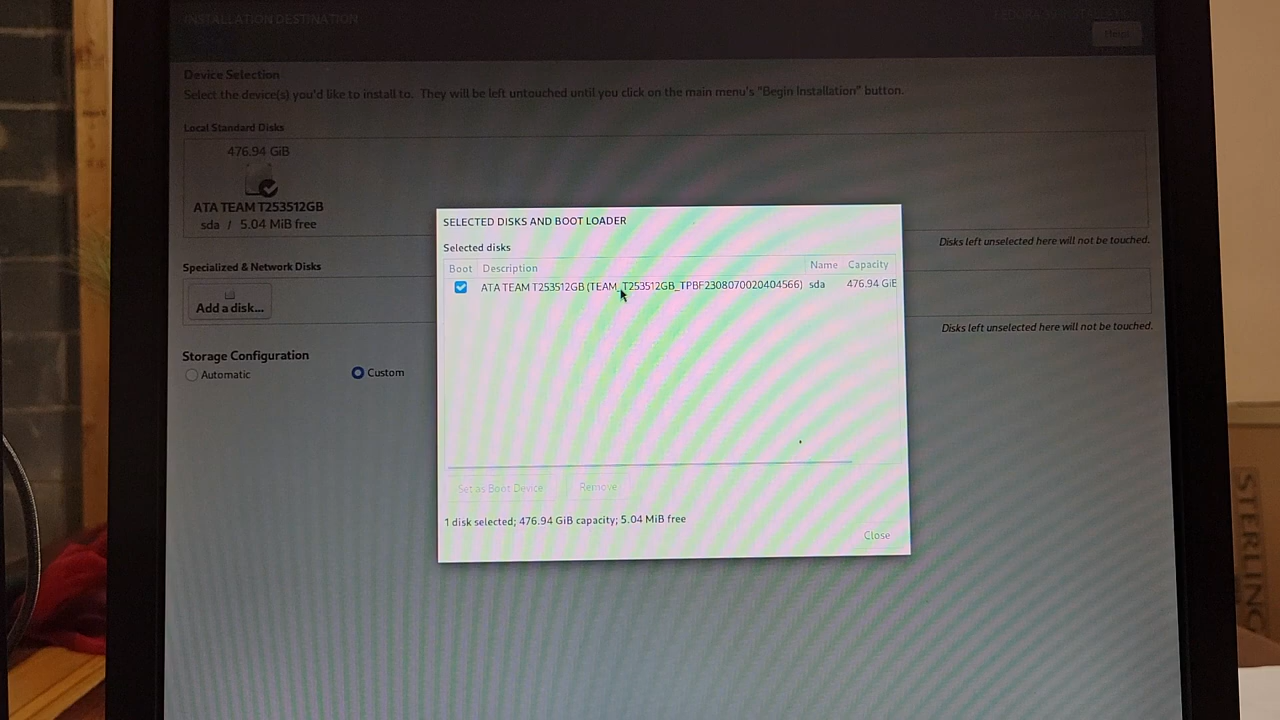 INSTALLATION DESTINATION
Device Selection
Select the device(s) you'd like to install to. They will be left untouched until you click on the main menu's "Begin Installation" button.
Local Standard Disks
476.94 GiB
ATA TEAM T253512GB
sda / 5.04 MiB free
Disks left unselected here will not be touched.
Specialized & Network Disks
Add a disk...
Disks left unselected here will not be touched.
Storage Configuration
Automatic
Custom
SELECTED DISKS AND BOOT LOADER
Selected disks
Boot Description Name Capacity
ATA TEAM T253512GB (TEAM_T253512GB_TPBF2308070020404566) sda 476.94 GiE
Set as Boot Device Remove
1 disk selected; 476.94 GiB capacity; 5.04 MiB free
Close
STERLING